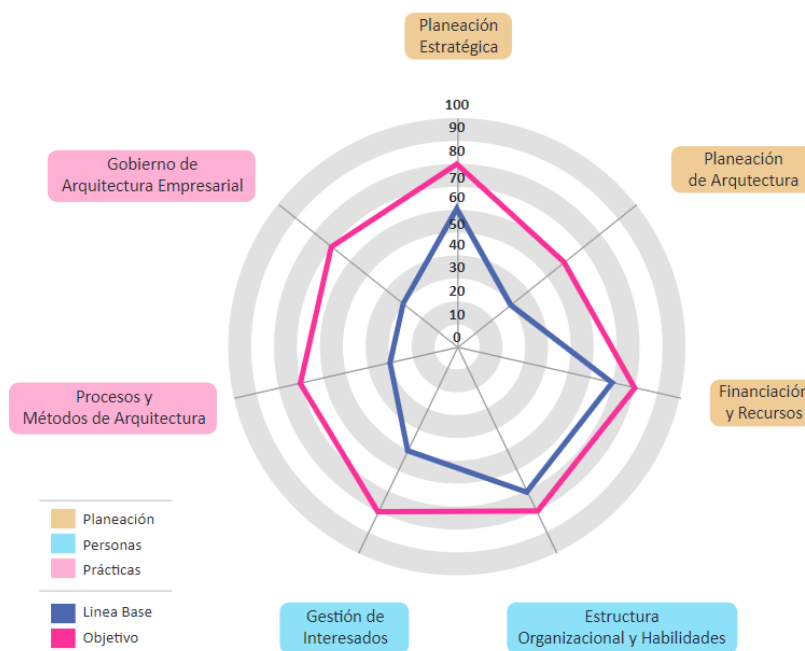 Planeación
Estratégica
100
90
80
70
60
50
40
30
20
10
0
Gobierno de
Arquitectura Empresarial
Planeación
de Arqutectura
Procesos y
Métodos de Arquitectura
Financiación
y Recursos
Planeación
Personas
Prácticas
Linea Base
Objetivo
Gestión de
Interesados
Estructura
Organizacional y Habilidades